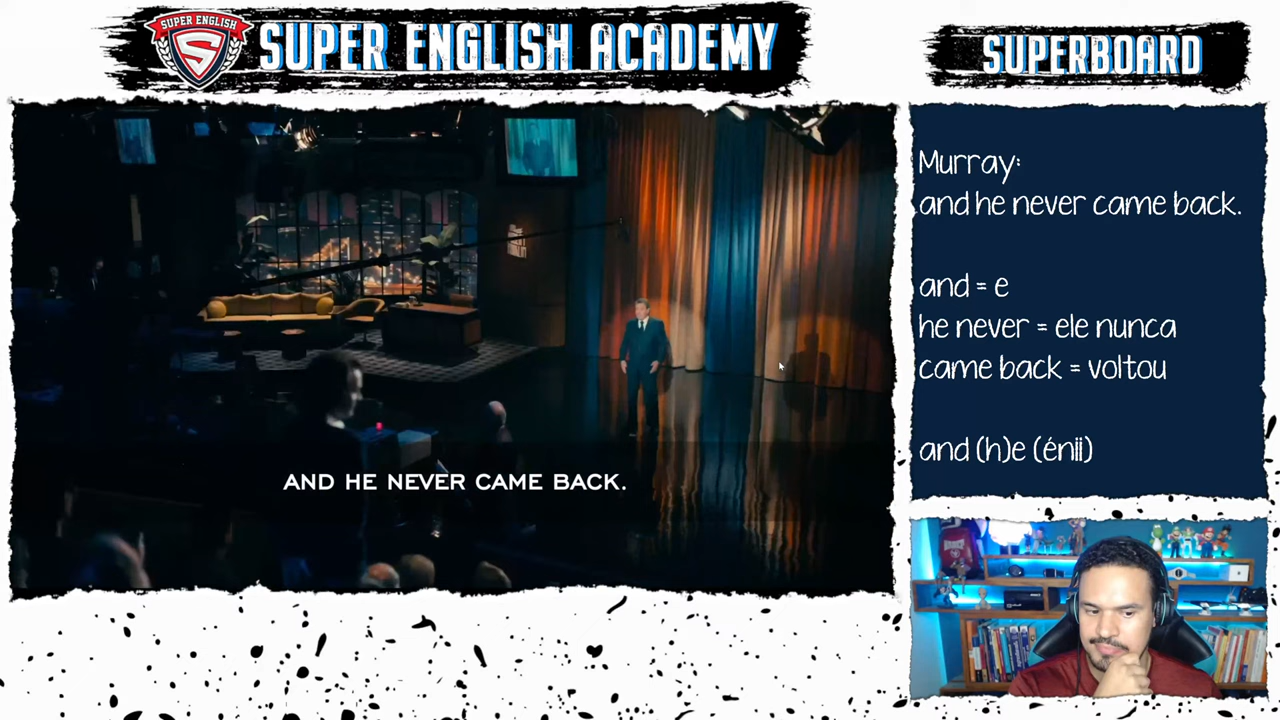 SUPER ENGLISH
SUPER ENGLISH ACADEMY
SUPERBOARD
Murray:
and he never came back.
and = e
he never = ele nunca
came back = voltou
and (h)e (énii)
AND HE NEVER CAME BACK.